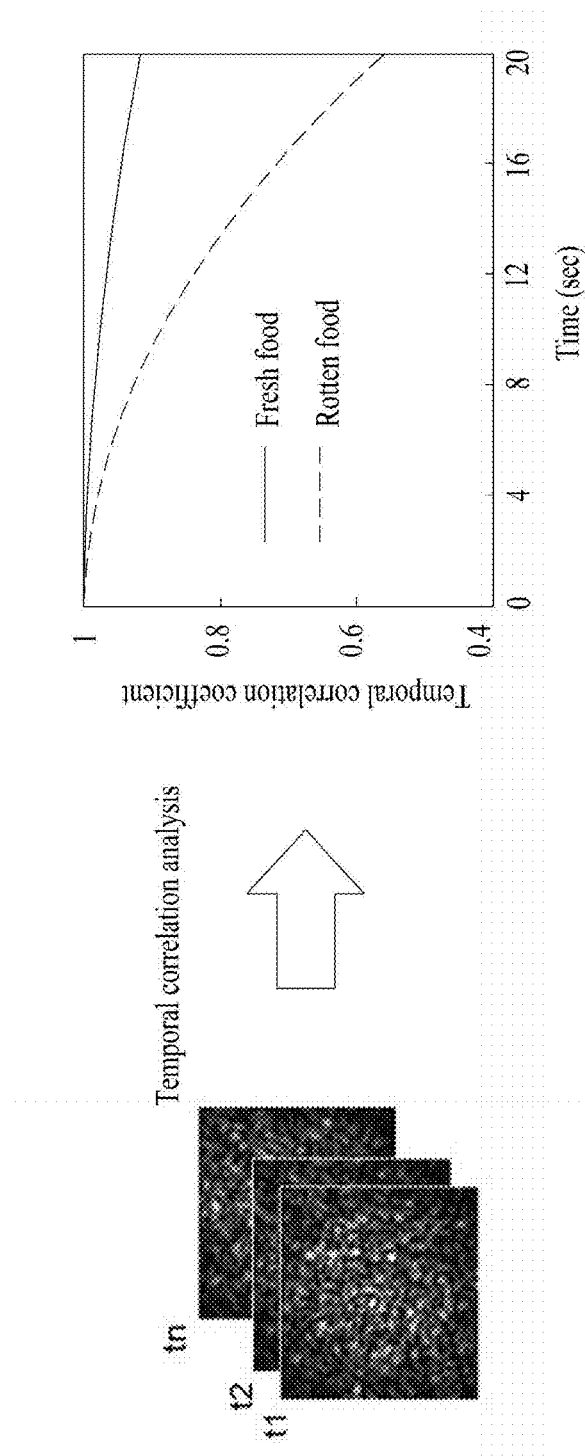 tn
t2
t1
Temporal correlation analysis
Temporal correlation coefficient
1
0.8
0.6
0.4
Fresh food
Rotten food
0
4
8
12
16
20
Time (sec)